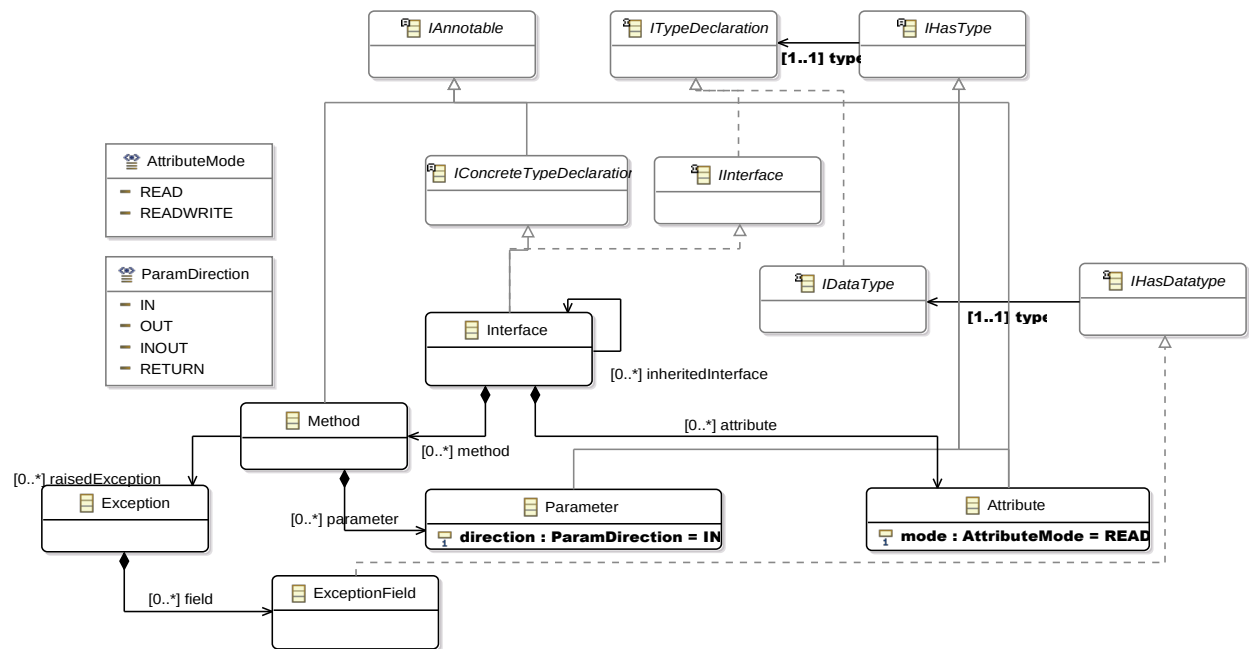 IAnnotable
ITypeDeclaration
IHasType
[1..1] type
AttributeMode
READ
READWRITE
IConcreteTypeDeclaration
IInterface
ParamDirection
IN
OUT
INOUT
RETURN
IDataType
IHasDatatype
[1..1] type
Interface
[0..*] inheritedInterface
Method
[0..*] attribute
[0..*] method
[0..*] raisedException
Exception
[0..*] parameter
Parameter
direction : ParamDirection = IN
Attribute
mode : AttributeMode = READ
[0..*] field
ExceptionField